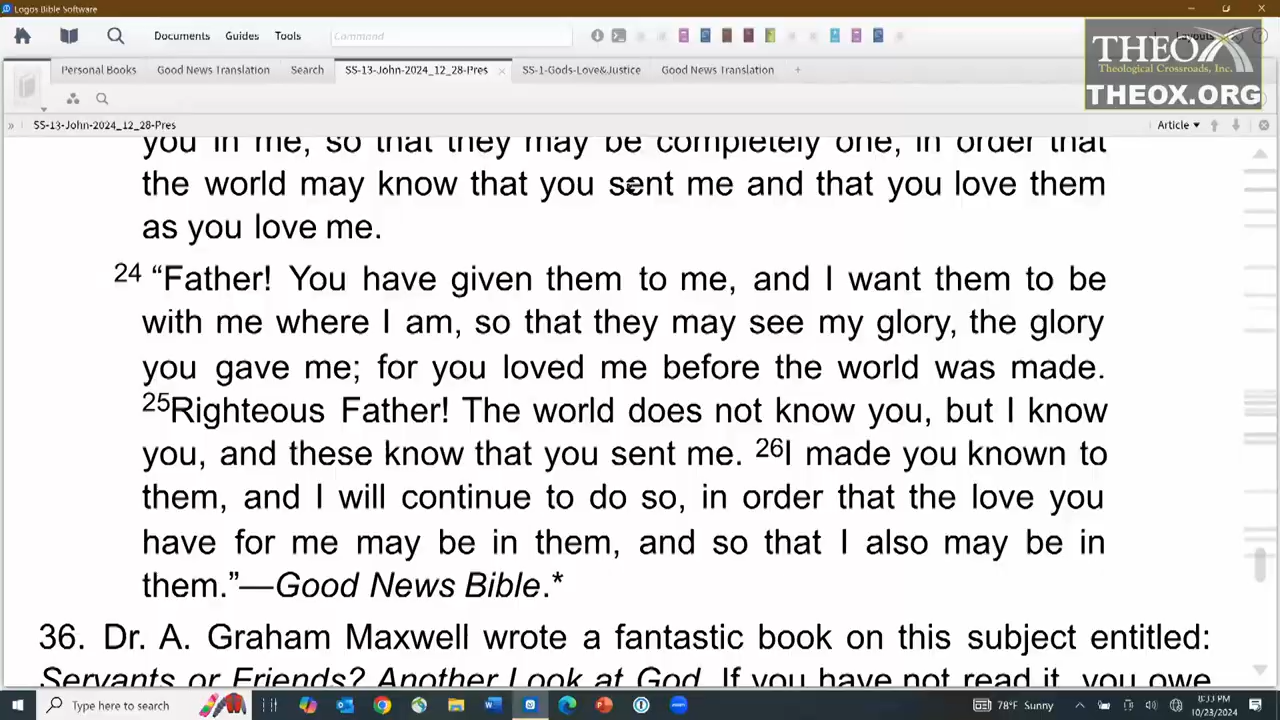 Logos Bible Software
Documents Guides Tools Command Layouts
THEOX
Theological Crossroads, Inc.
THEOX.ORG
Personal Books Good News Translation Search SS-13-John-2024_12_28-Pres SS-1-Gods-Love&Justice Good News Translation
SS-13-John-2024_12_28-Pres Article
you in me, so that they may be completely one, in order that
the world may know that you sent me and that you love them
as you love me.
24 “Father! You have given them to me, and I want them to be
with me where I am, so that they may see my glory, the glory
you gave me; for you loved me before the world was made.
25Righteous Father! The world does not know you, but I know
you, and these know that you sent me. 26I made you known to
them, and I will continue to do so, in order that the love you
have for me may be in them, and so that I also may be in
them.”—Good News Bible.*
36. Dr. A. Graham Maxwell wrote a fantastic book on this subject entitled:
Servants or Friends? Another Look at God. If you have not read it, you owe
Type here to search
78°F Sunny
8:33 PM
10/23/2024